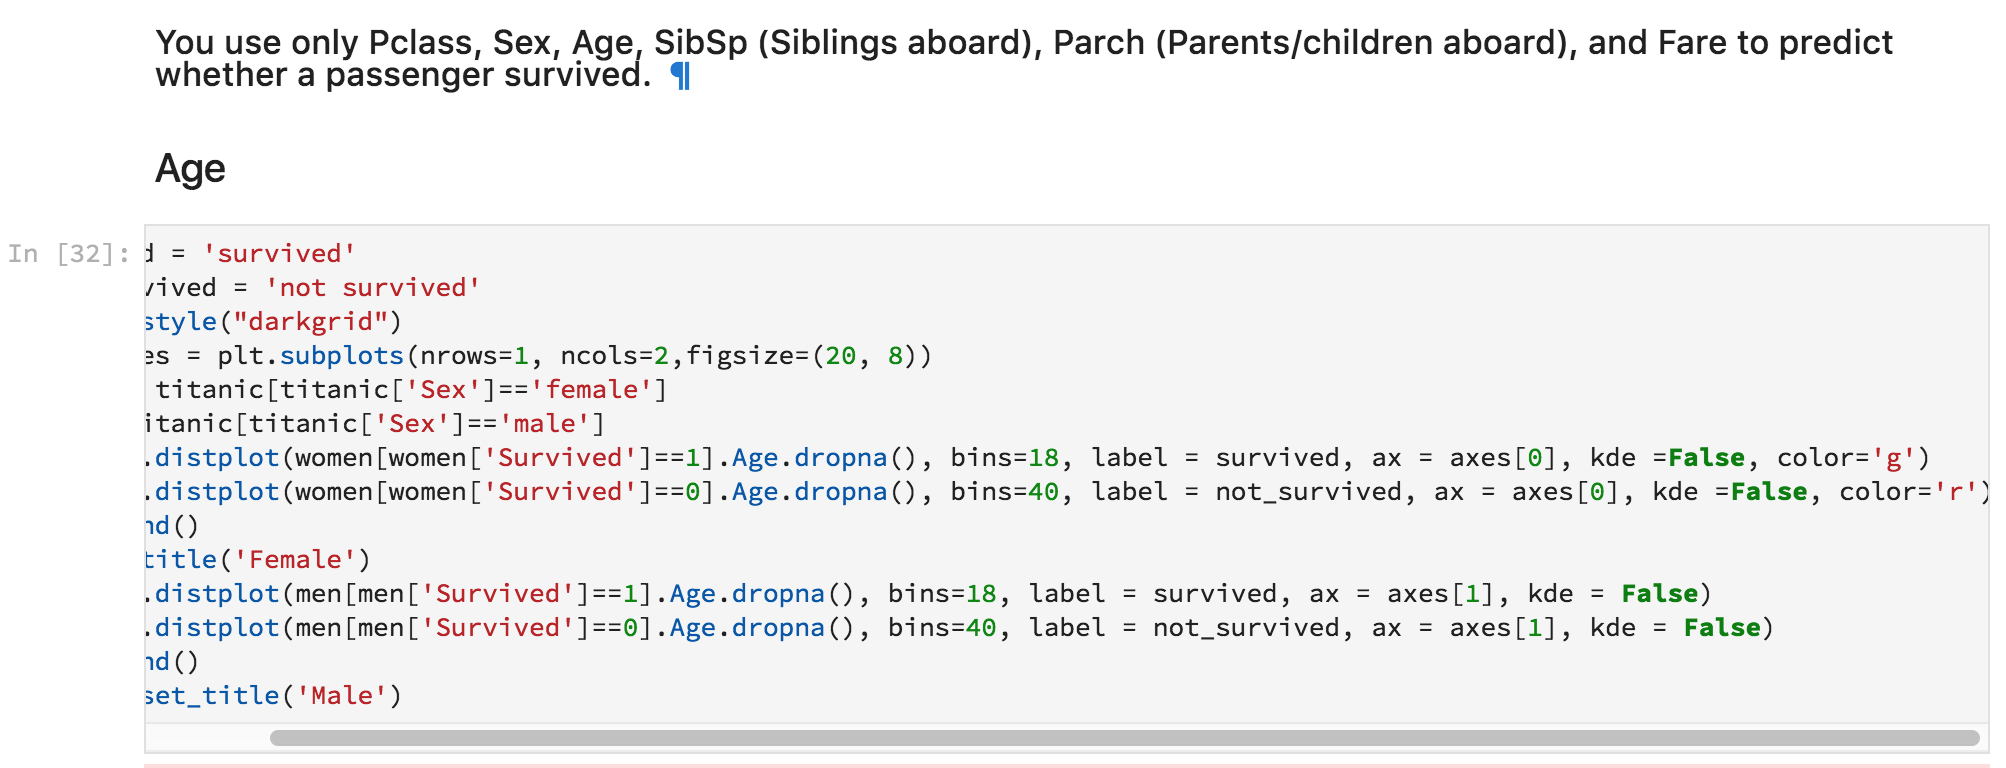 You use only Pclass, Sex, Age, SibSp (Siblings aboard), Parch (Parents/children aboard), and Fare to predict
whether a passenger survived. ¶
Age
In [32]:
d = 'survived'
vived = 'not survived'
style("darkgrid")
es = plt.subplots(nrows=1, ncols=2,figsize=(20, 8))
titanic[titanic['Sex']=='female']
itanic[titanic['Sex']=='male']
.distplot(women[women['Survived']==1].Age.dropna(), bins=18, label = survived, ax = axes[0], kde =False, color='g')
.distplot(women[women['Survived']==0].Age.dropna(), bins=40, label = not_survived, ax = axes[0], kde =False, color='r')
nd()
title('Female')
.distplot(men[men['Survived']==1].Age.dropna(), bins=18, label = survived, ax = axes[1], kde = False)
.distplot(men[men['Survived']==0].Age.dropna(), bins=40, label = not_survived, ax = axes[1], kde = False)
nd()
set_title('Male')